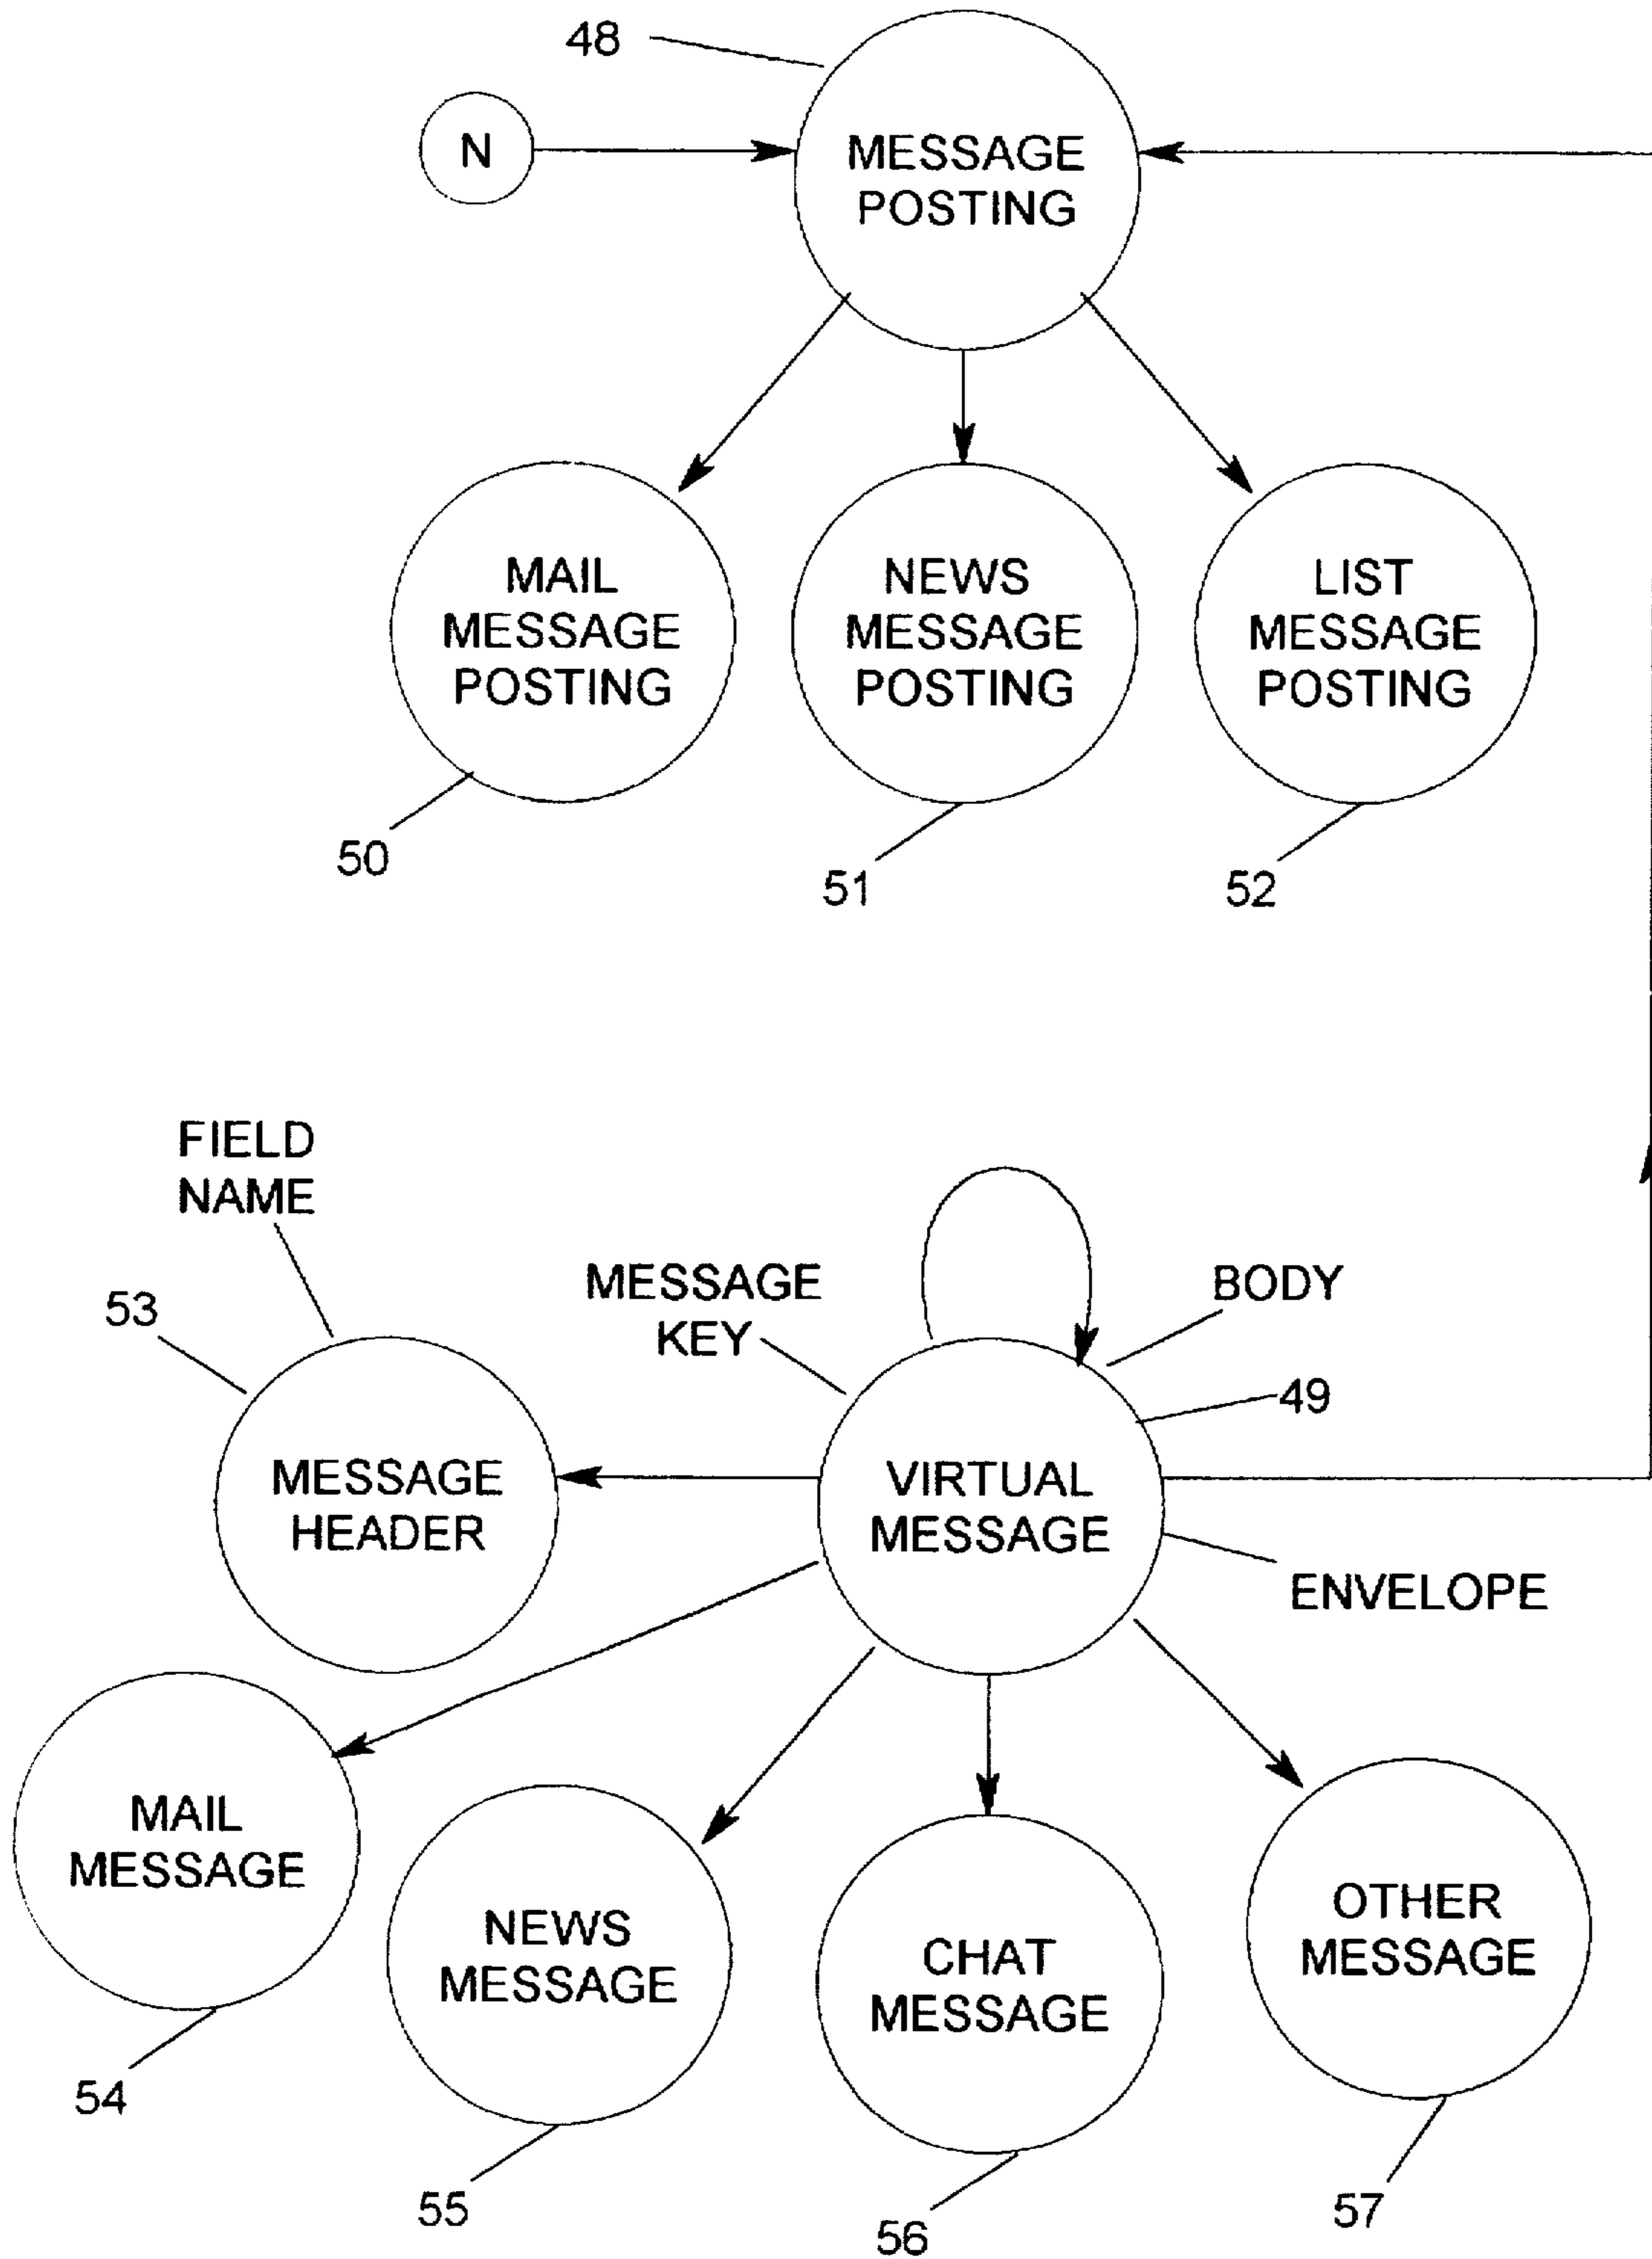 48
N
MESSAGE
POSTING
MAIL
MESSAGE
POSTING
NEWS
MESSAGE
POSTING
LIST
MESSAGE
POSTING
50
51
52
FIELD
NAME
53
MESSAGE
KEY
BODY
49
MESSAGE
HEADER
VIRTUAL
MESSAGE
ENVELOPE
MAIL
MESSAGE
NEWS
MESSAGE
CHAT
MESSAGE
OTHER
MESSAGE
54
55
56
57